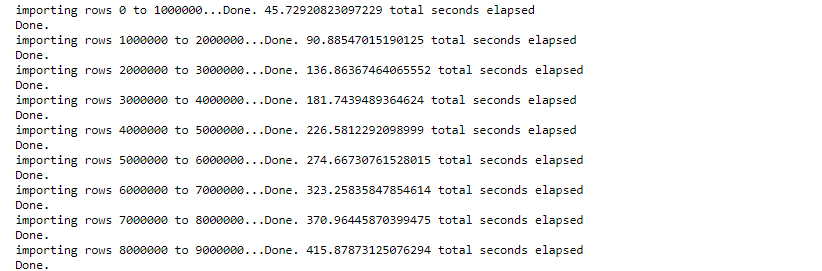 importing rows 0 to 1000000...Done. 45.72920823097229 total seconds elapsed
Done.
importing rows 1000000 to 2000000...Done. 90.88547015190125 total seconds elapsed
Done.
importing rows 2000000 to 3000000...Done. 136.86367464065552 total seconds elapsed
Done.
importing rows 3000000 to 4000000...Done. 181.7439489364624 total seconds elapsed
Done.
importing rows 4000000 to 5000000...Done. 226.5812292098999 total seconds elapsed
Done.
importing rows 5000000 to 6000000...Done. 274.66730761528015 total seconds elapsed
Done.
importing rows 6000000 to 7000000...Done. 323.25835847854614 total seconds elapsed
Done.
importing rows 7000000 to 8000000...Done. 370.96445870399475 total seconds elapsed
Done.
importing rows 8000000 to 9000000...Done. 415.87873125076294 total seconds elapsed
Done.